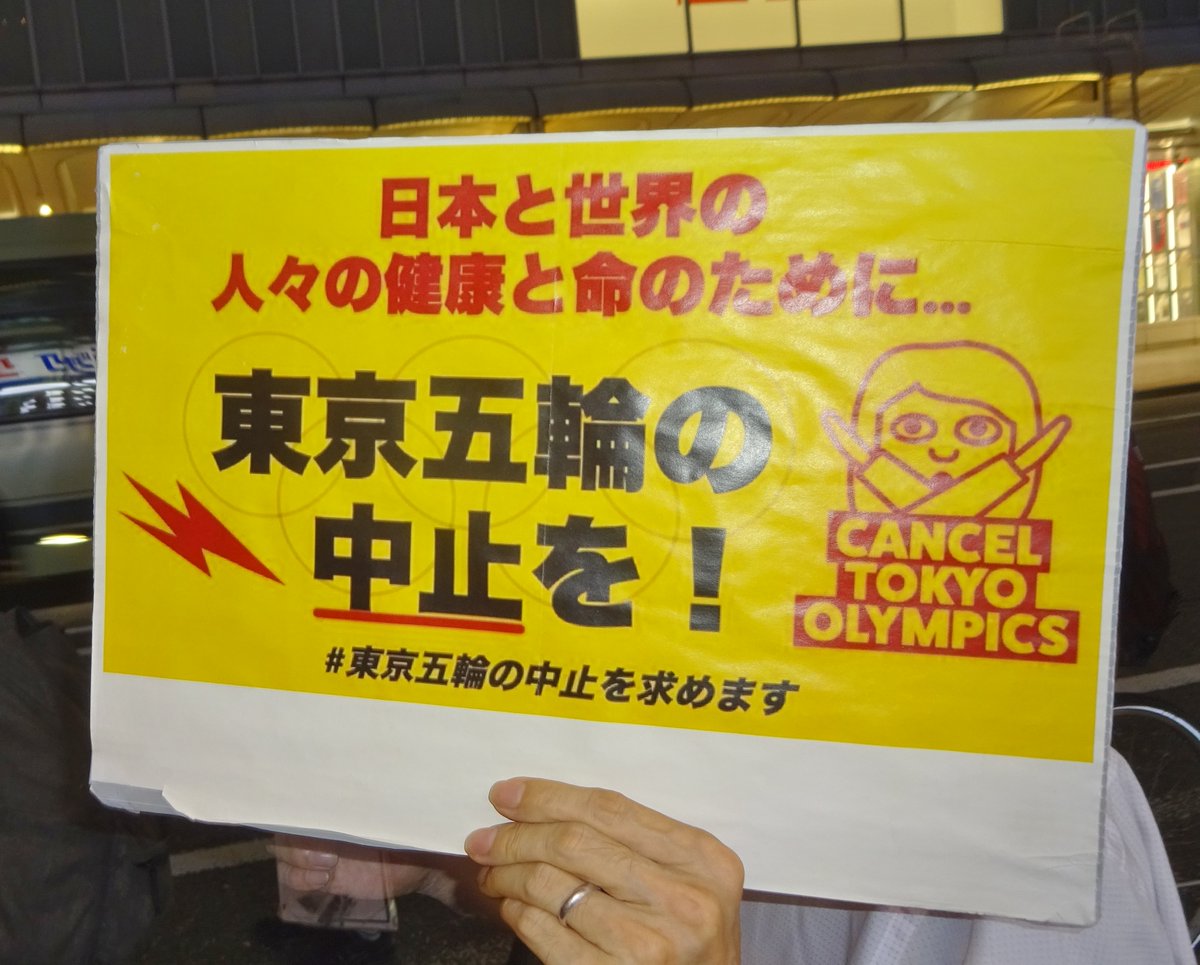 日本と世界の
人々の健康と命のために...
東京五輪の
中止を！
#東京五輪の中止を求めます
CANCEL
TOKYO
OLYMPICS